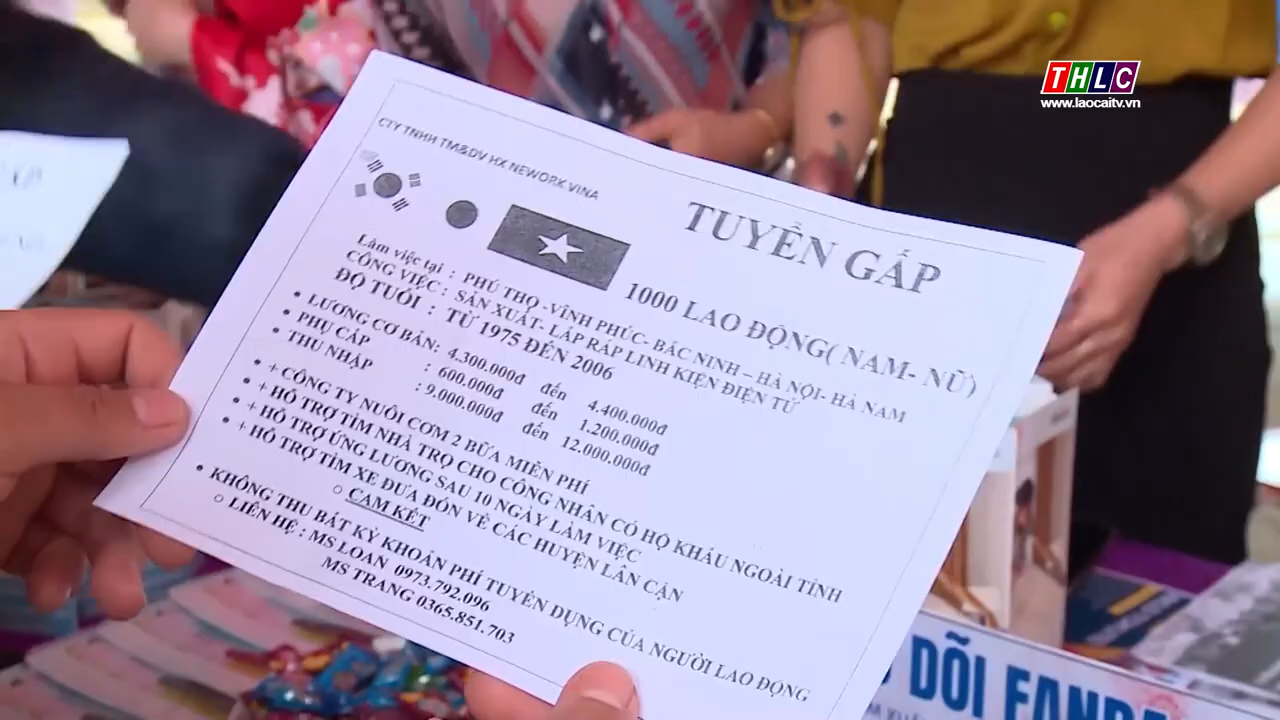 THLC
www.laocaitv.vn
CTY TNHH TM&DV HX NEWORK VINA
TUYỂN GẤP
1000 LAO ĐỘNG( NAM- NỮ)
Làm việc tại : PHÚ THỌ -VĨNH PHÚC- BẮC NINH – HÀ NỘI- HÀ NAM
CÔNG VIỆC : SẢN XUẤT- LẮP RÁP LINH KIỆN ĐIỆN TỬ
ĐỘ TUỔI : TỪ 1975 ĐẾN 2006
• LƯƠNG CƠ BẢN: 4.300.000đ đến 4.400.000đ
• PHỤ CẤP : 600.000đ đến 1.200.000đ
• THU NHẬP : 9.000.000đ đến 12.000.000đ
• + CÔNG TY NUÔI CƠM 2 BỮA MIỄN PHÍ
• + HỖ TRỢ TÌM NHÀ TRỌ CHO CÔNG NHÂN CÓ HỘ KHẨU NGOÀI TỈNH
• + HỖ TRỢ ỨNG LƯƠNG SAU 10 NGÀY LÀM VIỆC
• + HỖ TRỢ TÌM XE ĐƯA ĐÓN VỀ CÁC HUYỆN LÂN CẬN
○ CAM KẾT
• KHÔNG THU BẤT KỲ KHOẢN PHÍ TUYỂN DỤNG CỦA NGƯỜI LAO ĐỘNG
○ LIÊN HỆ : MS LOAN 0973.792.096
MS TRANG 0365.851.703
DÕI FANPA